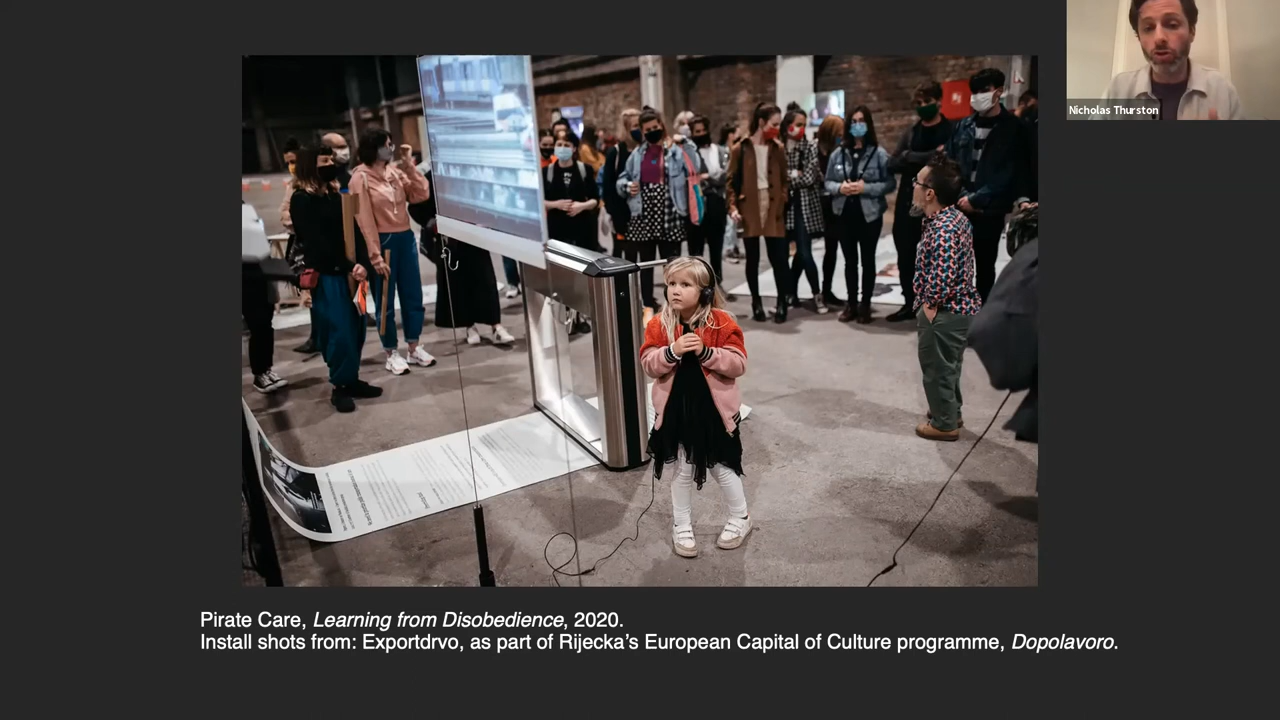 Nicholas Thurston
Pirate Care, Learning from Disobedience, 2020.
Install shots from: Exportdrvo, as part of Rijecka’s European Capital of Culture programme, Dopolavoro.